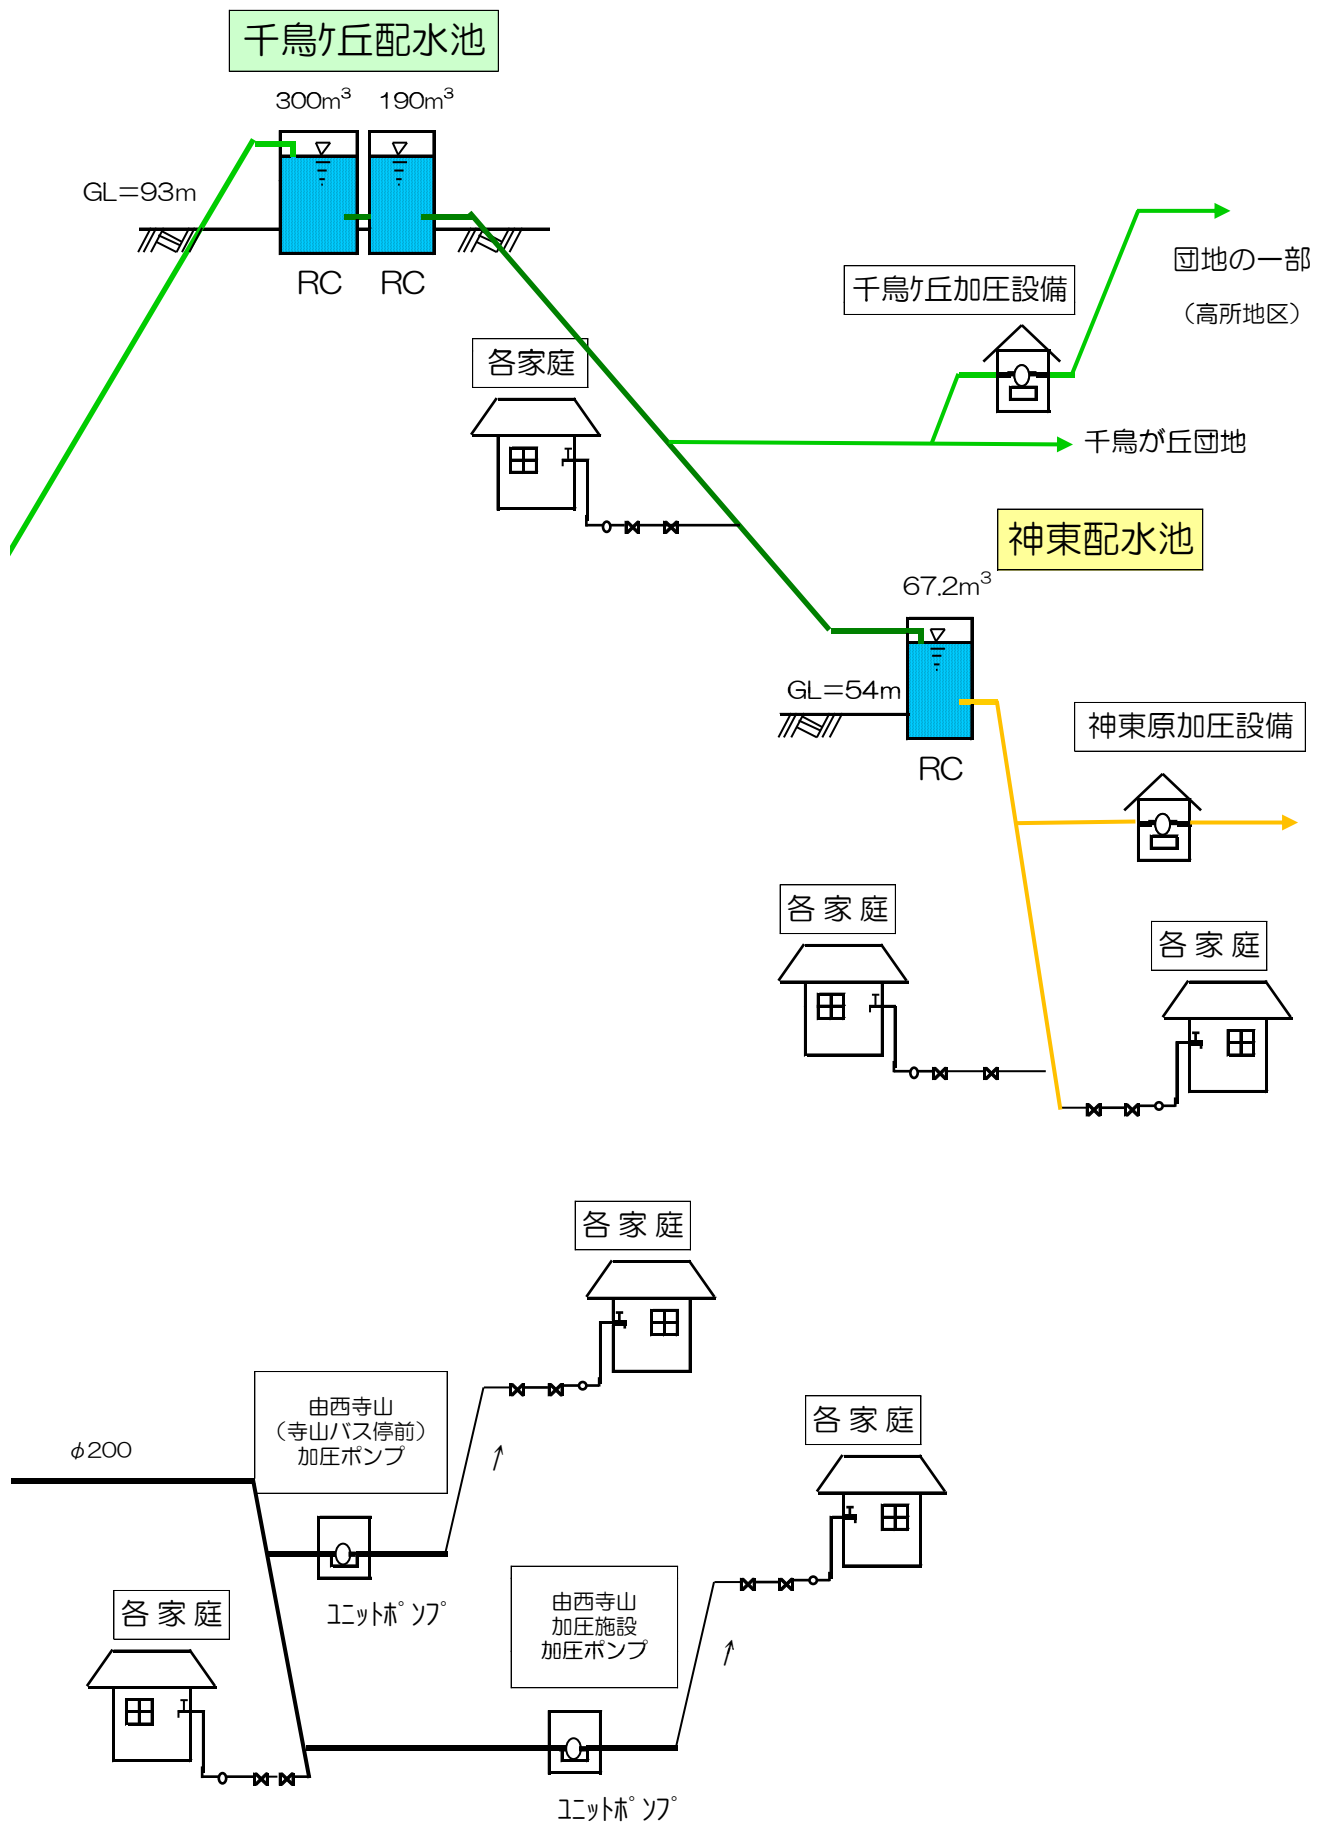 千鳥ｹ丘配水池
300m³
190m³
GL=93m
RC
RC
団地の一部
（高所地区）
千鳥ｹ丘加圧設備
各家庭
千鳥が丘団地
神東配水池
67.2m³
GL=54m
RC
神東原加圧設備
各家庭
各家庭
各家庭
由西寺山
（寺山バス停前）
加圧ポンプ
φ200
各家庭
ﾕﾆｯﾄﾎﾟﾝﾌﾟ
各家庭
由西寺山
加圧施設
加圧ポンプ
ﾕﾆｯﾄﾎﾟﾝﾌﾟ